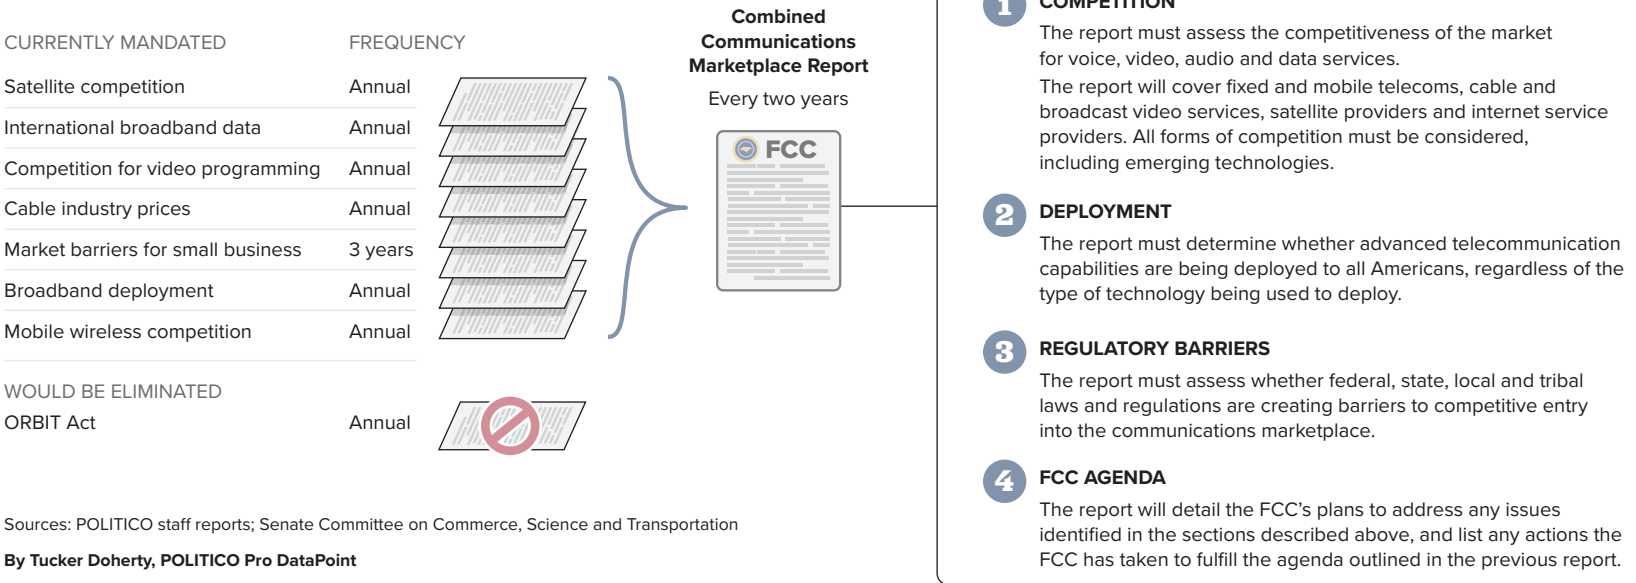 CURRENTLY MANDATED FREQUENCY
Satellite competition Annual
International broadband data Annual
Competition for video programming Annual
Cable industry prices Annual
Market barriers for small business 3 years
Broadband deployment Annual
Mobile wireless competition Annual
WOULD BE ELIMINATED
ORBIT Act Annual
Combined
Communications
Marketplace Report
Every two years
FCC
1 COMPETITION
The report must assess the competitiveness of the market
for voice, video, audio and data services.
The report will cover fixed and mobile telecoms, cable and
broadcast video services, satellite providers and internet service
providers. All forms of competition must be considered,
including emerging technologies.
2 DEPLOYMENT
The report must determine whether advanced telecommunication
capabilities are being deployed to all Americans, regardless of the
type of technology being used to deploy.
3 REGULATORY BARRIERS
The report must assess whether federal, state, local and tribal
laws and regulations are creating barriers to competitive entry
into the communications marketplace.
4 FCC AGENDA
The report will detail the FCC’s plans to address any issues
identified in the sections described above, and list any actions the
FCC has taken to fulfill the agenda outlined in the previous report.
Sources: POLITICO staff reports; Senate Committee on Commerce, Science and Transportation
By Tucker Doherty, POLITICO Pro DataPoint